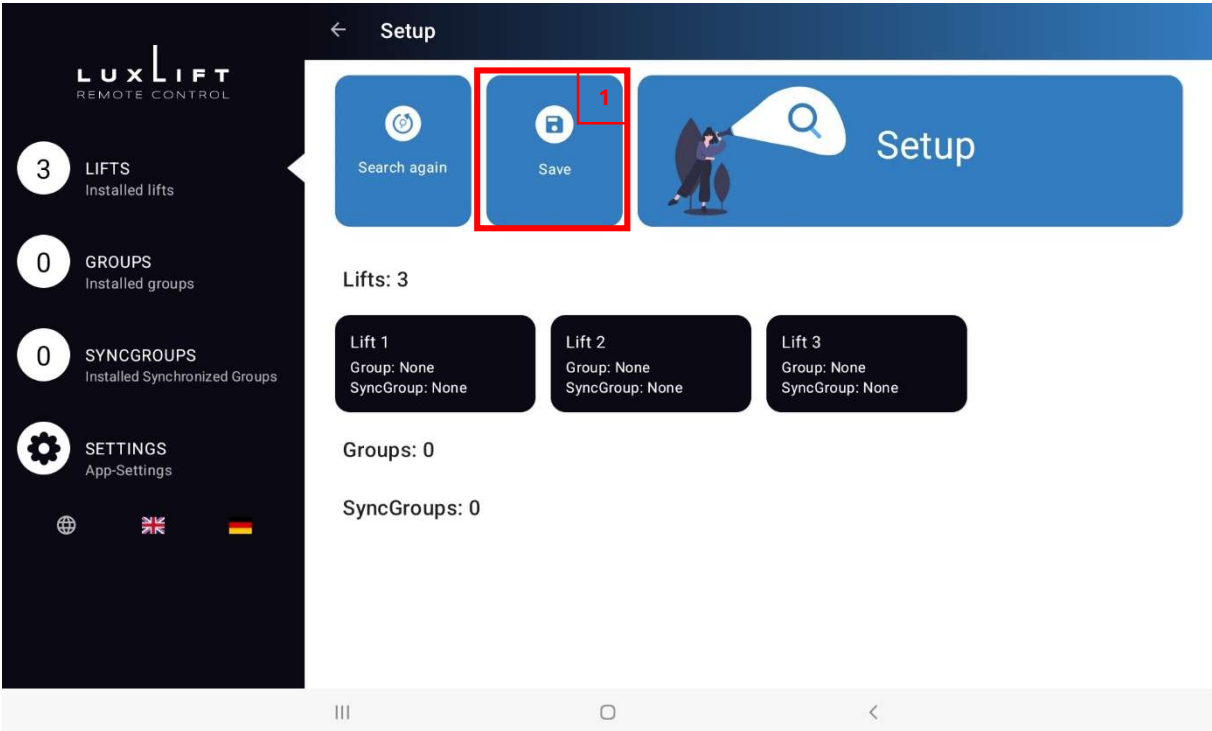 LUXLIFT
REMOTE CONTROL
3
LIFTS
Installed lifts
0
GROUPS
Installed groups
0
SYNCGROUPS
Installed Synchronized Groups
SETTINGS
App-Settings
Setup
Search again
1
Save
Setup
Lifts: 3
Lift 1
Group: None
SyncGroup: None
Lift 2
Group: None
SyncGroup: None
Lift 3
Group: None
SyncGroup: None
Groups: 0
SyncGroups: 0